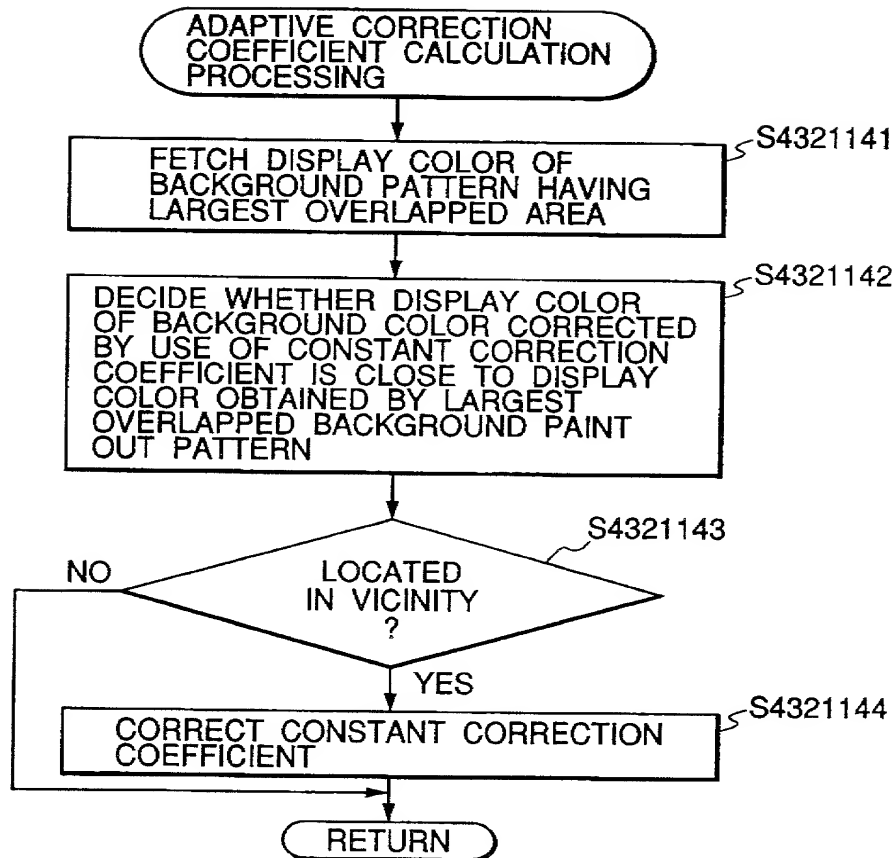 ADAPTIVE CORRECTION
COEFFICIENT CALCULATION
PROCESSING
S4321141
FETCH DISPLAY COLOR OF
BACKGROUND PATTERN HAVING
LARGEST OVERLAPPED AREA
S4321142
DECIDE WHETHER DISPLAY COLOR
OF BACKGROUND COLOR CORRECTED
BY USE OF CONSTANT CORRECTION
COEFFICIENT IS CLOSE TO DISPLAY
COLOR OBTAINED BY LARGEST
OVERLAPPED BACKGROUND PAINT
OUT PATTERN
S4321143
NO
LOCATED
IN VICINITY
?
YES
S4321144
CORRECT CONSTANT CORRECTION
COEFFICIENT
RETURN